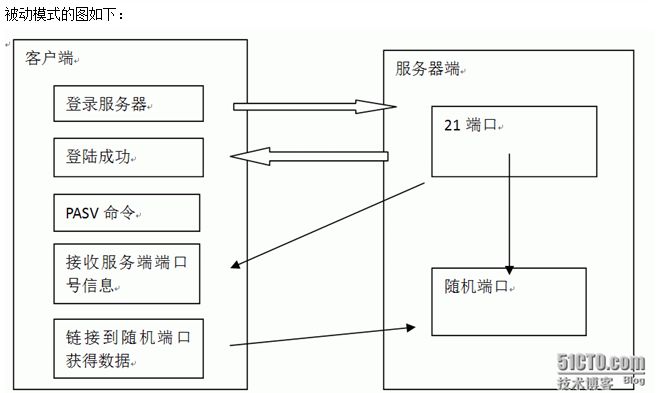 被动模式的图如下：
客户端
服务器端
登录服务器
21 端口
登陆成功
PASV 命令
接收服务端端口
号信息
随机端口
链接到随机端口
获得数据
51CTO.com
技术博客 Blog